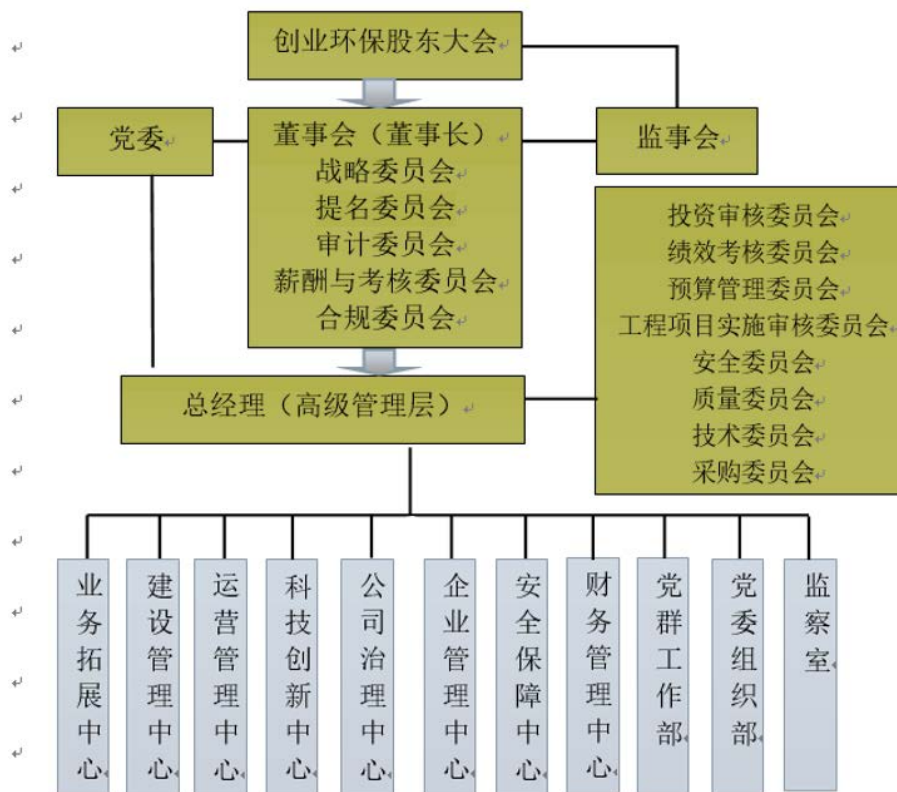 创业环保股东大会
党委
董事会（董事长）
战略委员会
提名委员会
审计委员会
薪酬与考核委员会
合规委员会
监事会
投资审核委员会
绩效考核委员会
预算管理委员会
工程项目实施审核委员会
安全委员会
质量委员会
技术委员会
采购委员会
总经理（高级管理层）
业务拓展中心
建设管理中心
运营管理中心
科技创新中心
公司治理中心
企业管理中心
安全保障中心
财务管理中心
党群工作部
党委组织部
监察室